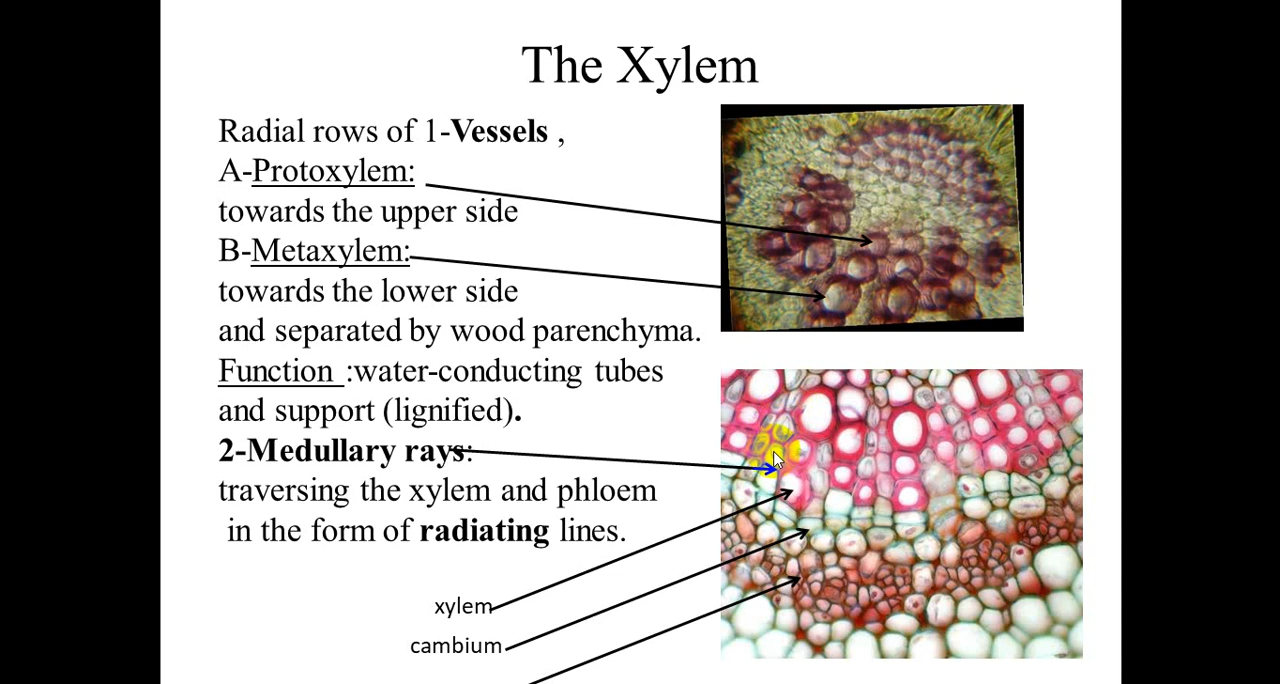 The Xylem
Radial rows of 1-Vessels ,
A-Protoxylem:
towards the upper side
B-Metaxylem:
towards the lower side
and separated by wood parenchyma.
Function :water-conducting tubes
and support (lignified).
2-Medullary rays:
traversing the xylem and phloem
in the form of radiating lines.
xylem
cambium